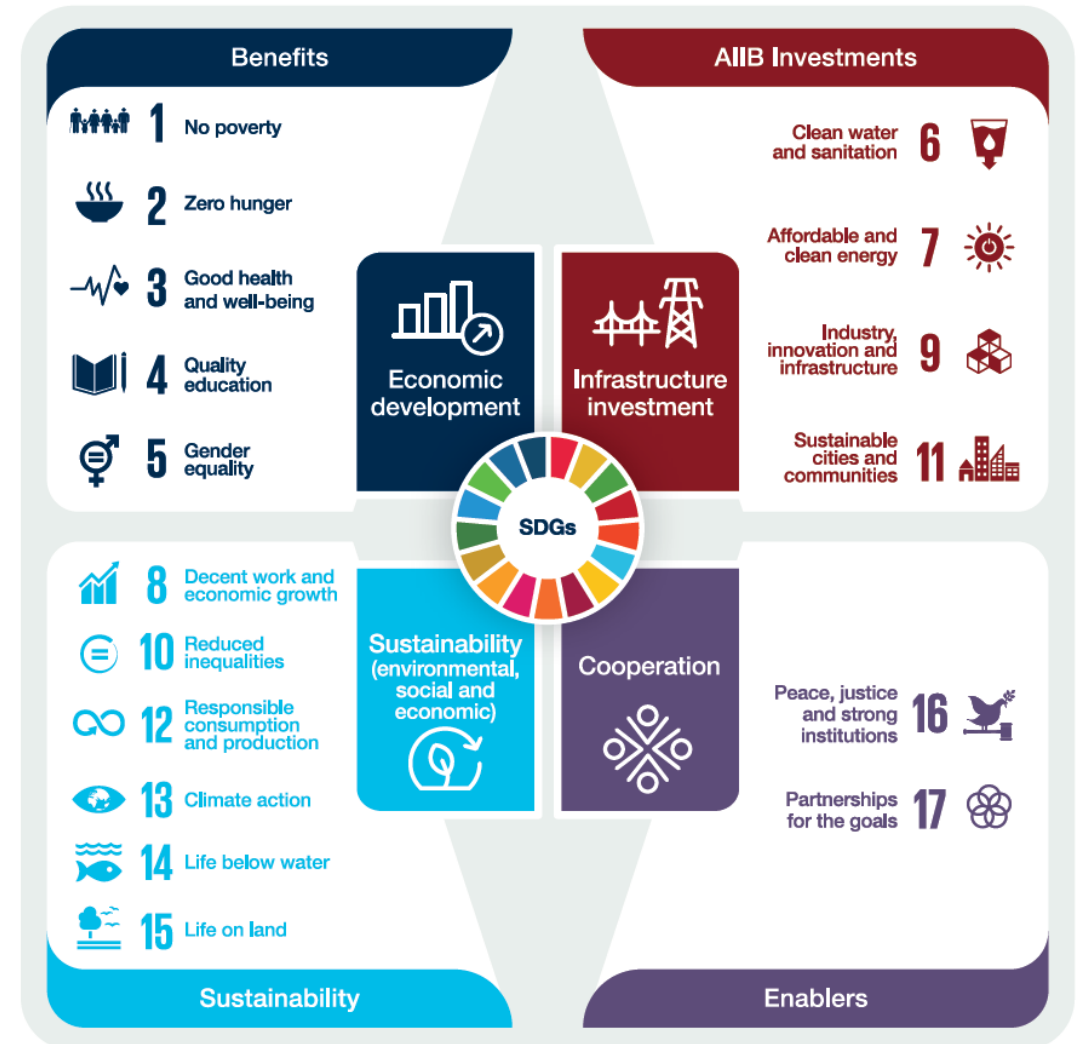 Benefits
1
No poverty
2
Zero hunger
3
Good health
and well-being
4
Quality
education
5
Gender
equality
Economic
development
AIIB Investments
Clean water
and sanitation
6
Affordable and
clean energy
7
Industry,
innovation and
infrastructure
9
Sustainable
cities and
communities
11
Infrastructure
investment
SDGs
8
Decent work and
economic growth
10
Reduced
inequalities
12
Responsible
consumption
and production
13
Climate action
14
Life below water
15
Life on land
Sustainability
(environmental,
social and
economic)
Sustainability
Cooperation
Peace, justice
and strong
institutions
16
Partnerships
for the goals
17
Enablers